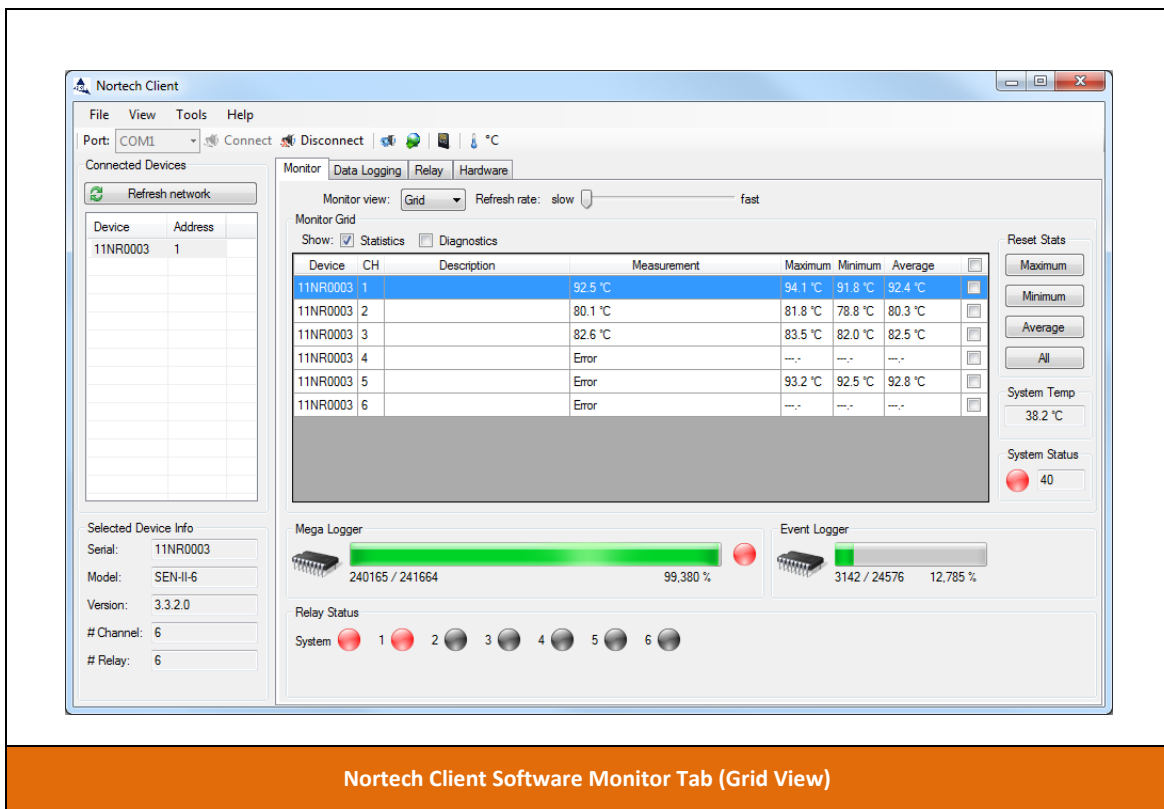 Nortech Client
File View Tools Help
Port: COM1 Connect Disconnect °C
Connected Devices
Refresh network
Device Address
11NR0003 1
Monitor Data Logging Relay Hardware
Monitor view: Grid Refresh rate: slow fast
Monitor Grid
Show: Statistics Diagnostics
Device CH Description Measurement Maximum Minimum Average
11NR0003 1 92.5 °C 94.1 °C 91.8 °C 92.4 °C
11NR0003 2 80.1 °C 81.8 °C 78.8 °C 80.3 °C
11NR0003 3 82.6 °C 83.5 °C 82.0 °C 82.5 °C
11NR0003 4 Error ---.- ---.- ---.-
11NR0003 5 Error 93.2 °C 92.5 °C 92.8 °C
11NR0003 6 Error ---.- ---.- ---.-
Reset Stats
Maximum
Minimum
Average
All
System Temp
38.2 °C
System Status
40
Selected Device Info
Serial: 11NR0003
Model: SEN-II-6
Version: 3.3.2.0
# Channel: 6
# Relay: 6
Mega Logger
240165 / 241664 99,380 %
Event Logger
3142 / 24576 12,785 %
Relay Status
System 1 2 3 4 5 6
Nortech Client Software Monitor Tab (Grid View)